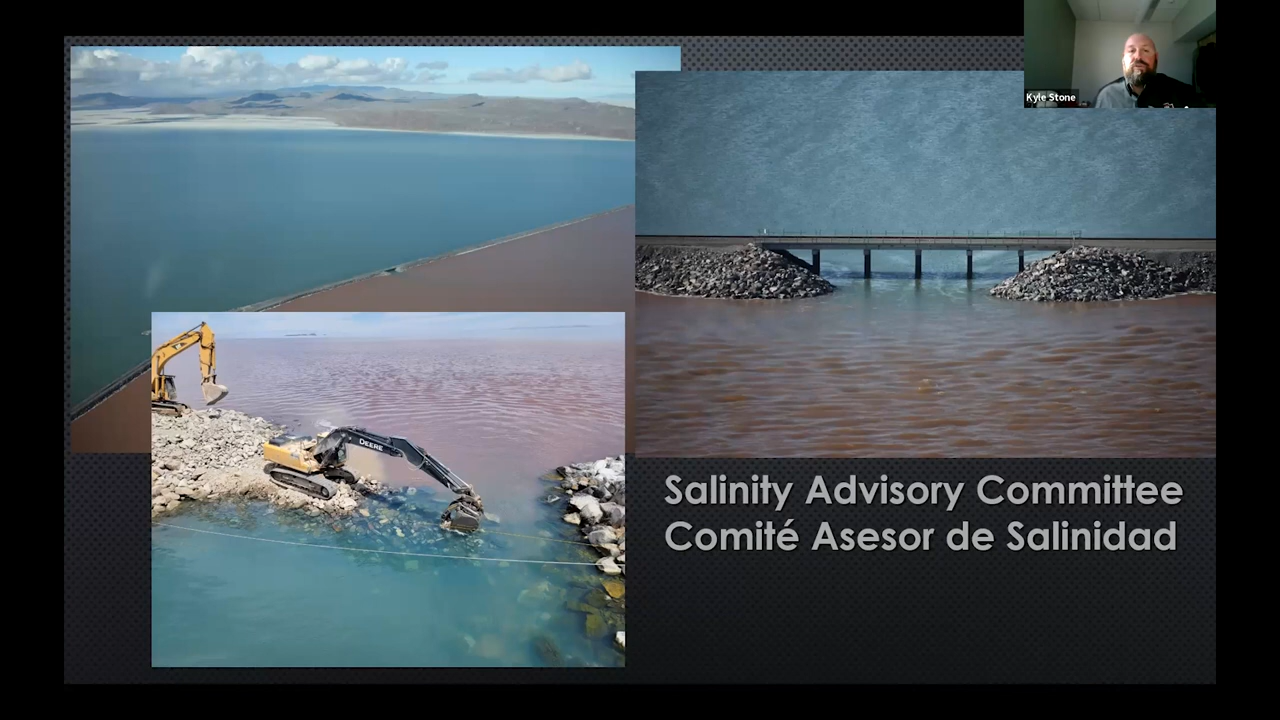 Kyle Stone
DEERE
Salinity Advisory Committee
Comité Asesor de Salinidad